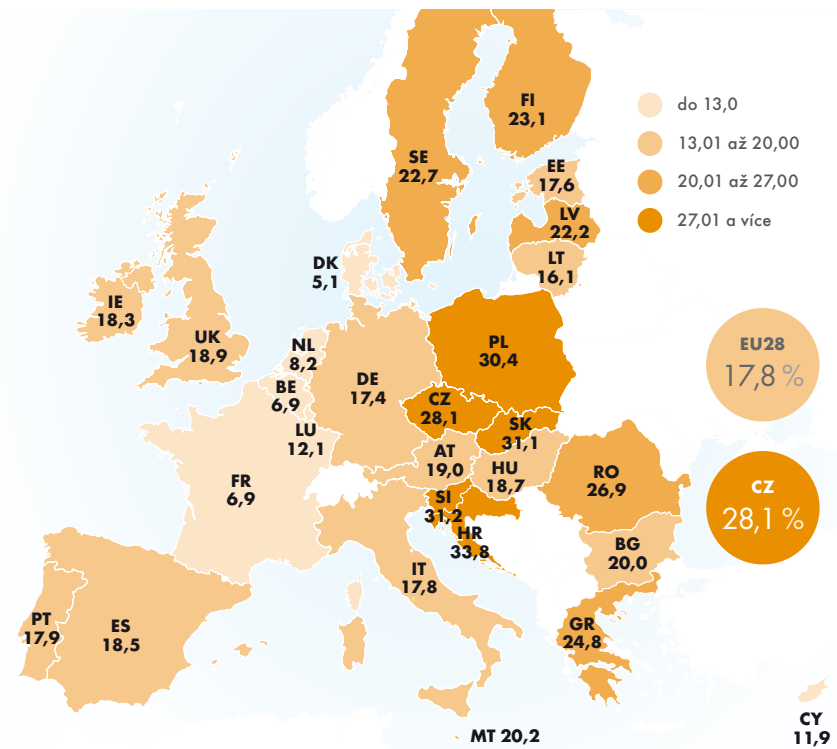 FI
23,1
SE
22,7
EE
17,6
LV
22,2
LT
16,1
do 13,0
13,01 až 20,00
20,01 až 27,00
27,01 a více
DK
5,1
IE
18,3
UK
18,9
NL
8,2
BE
6,9
LU
12,1
DE
17,4
PL
30,4
CZ
28,1
SK
31,1
AT
19,0
HU
18,7
FR
6,9
SI
31,2
HR
33,8
RO
26,9
BG
20,0
IT
17,8
GR
24,8
PT
17,9
ES
18,5
MT 20,2
CY
11,9
EU28
17,8 %
CZ
28,1 %